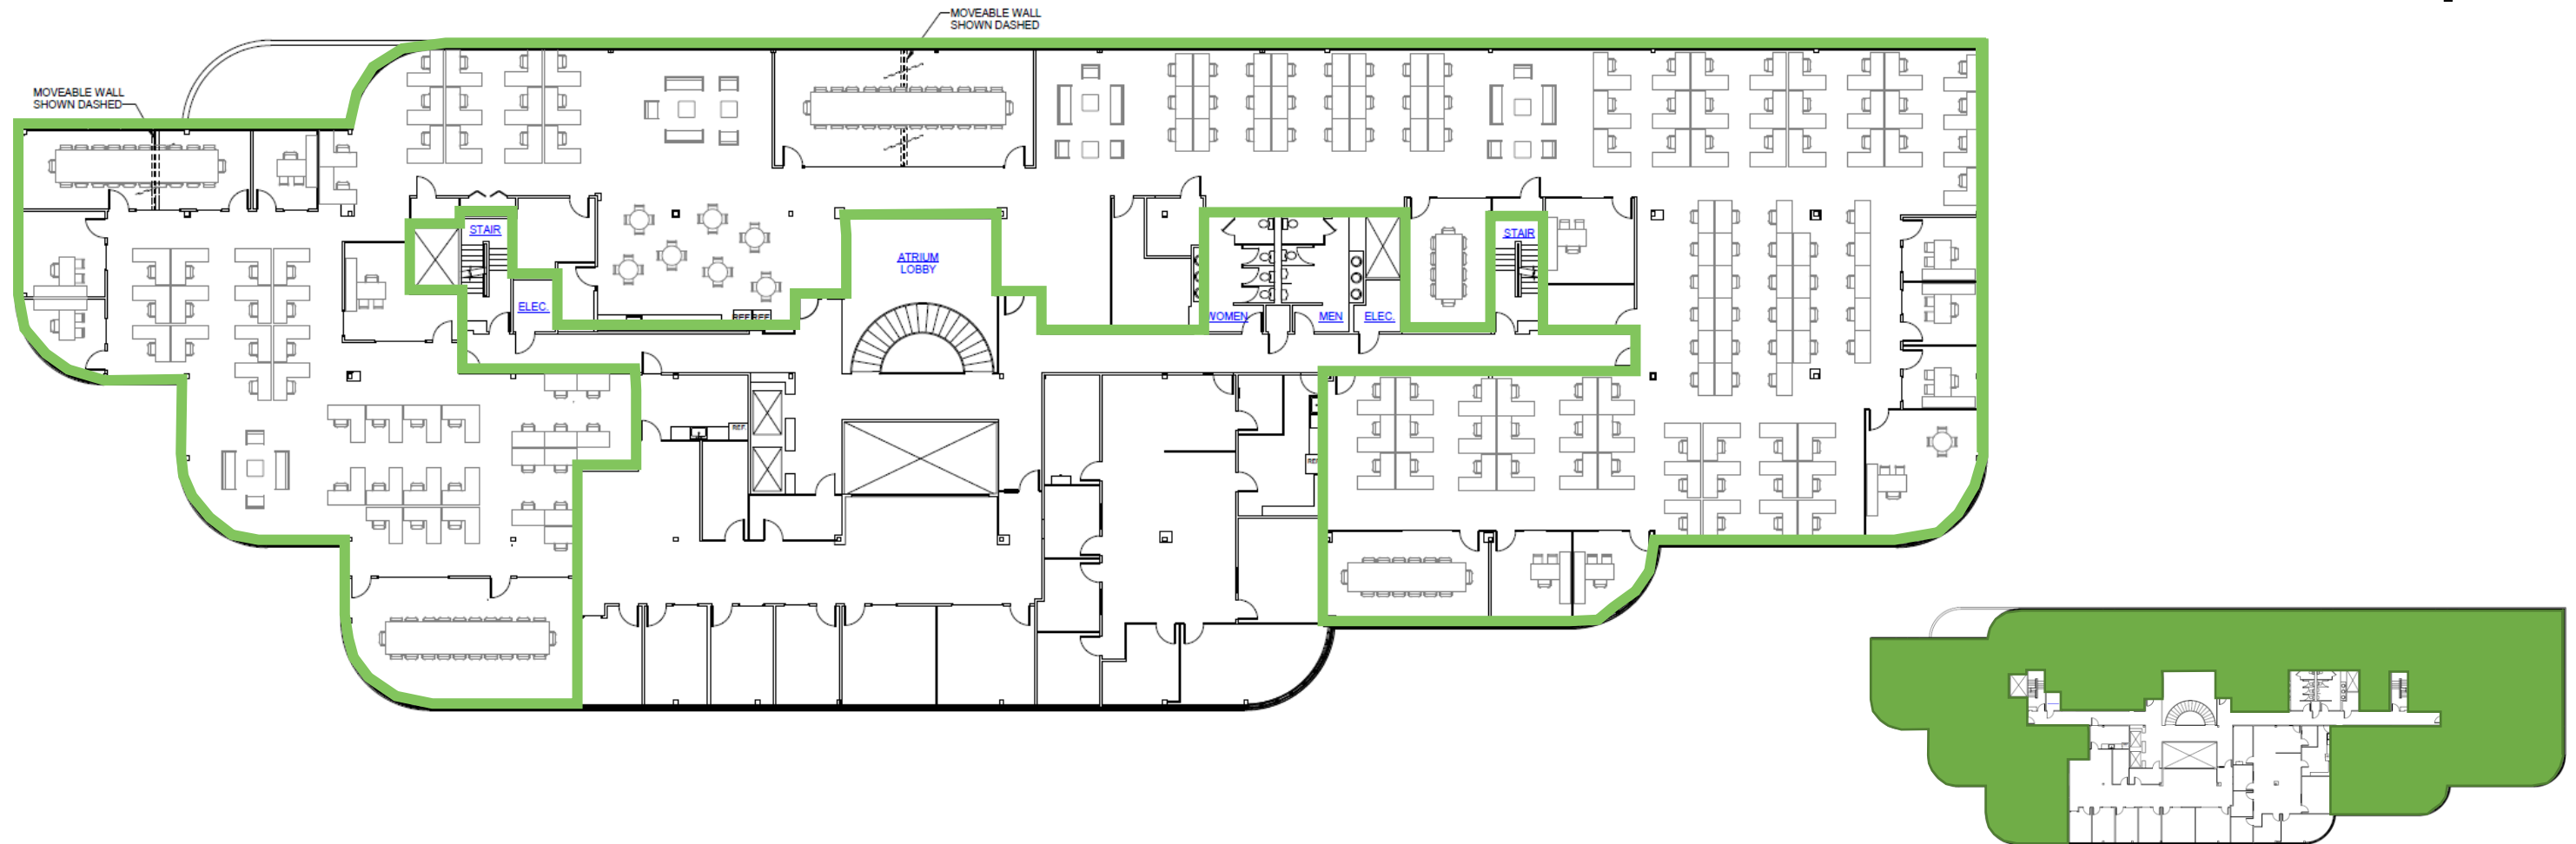 MOVEABLE WALL
SHOWN DASHED
MOVEABLE WALL
SHOWN DASHED
STAIR
STAIR
ATRIUM
LOBBY
ELEC.
REF.
REF.
WOMEN
MEN
ELEC.
REF.